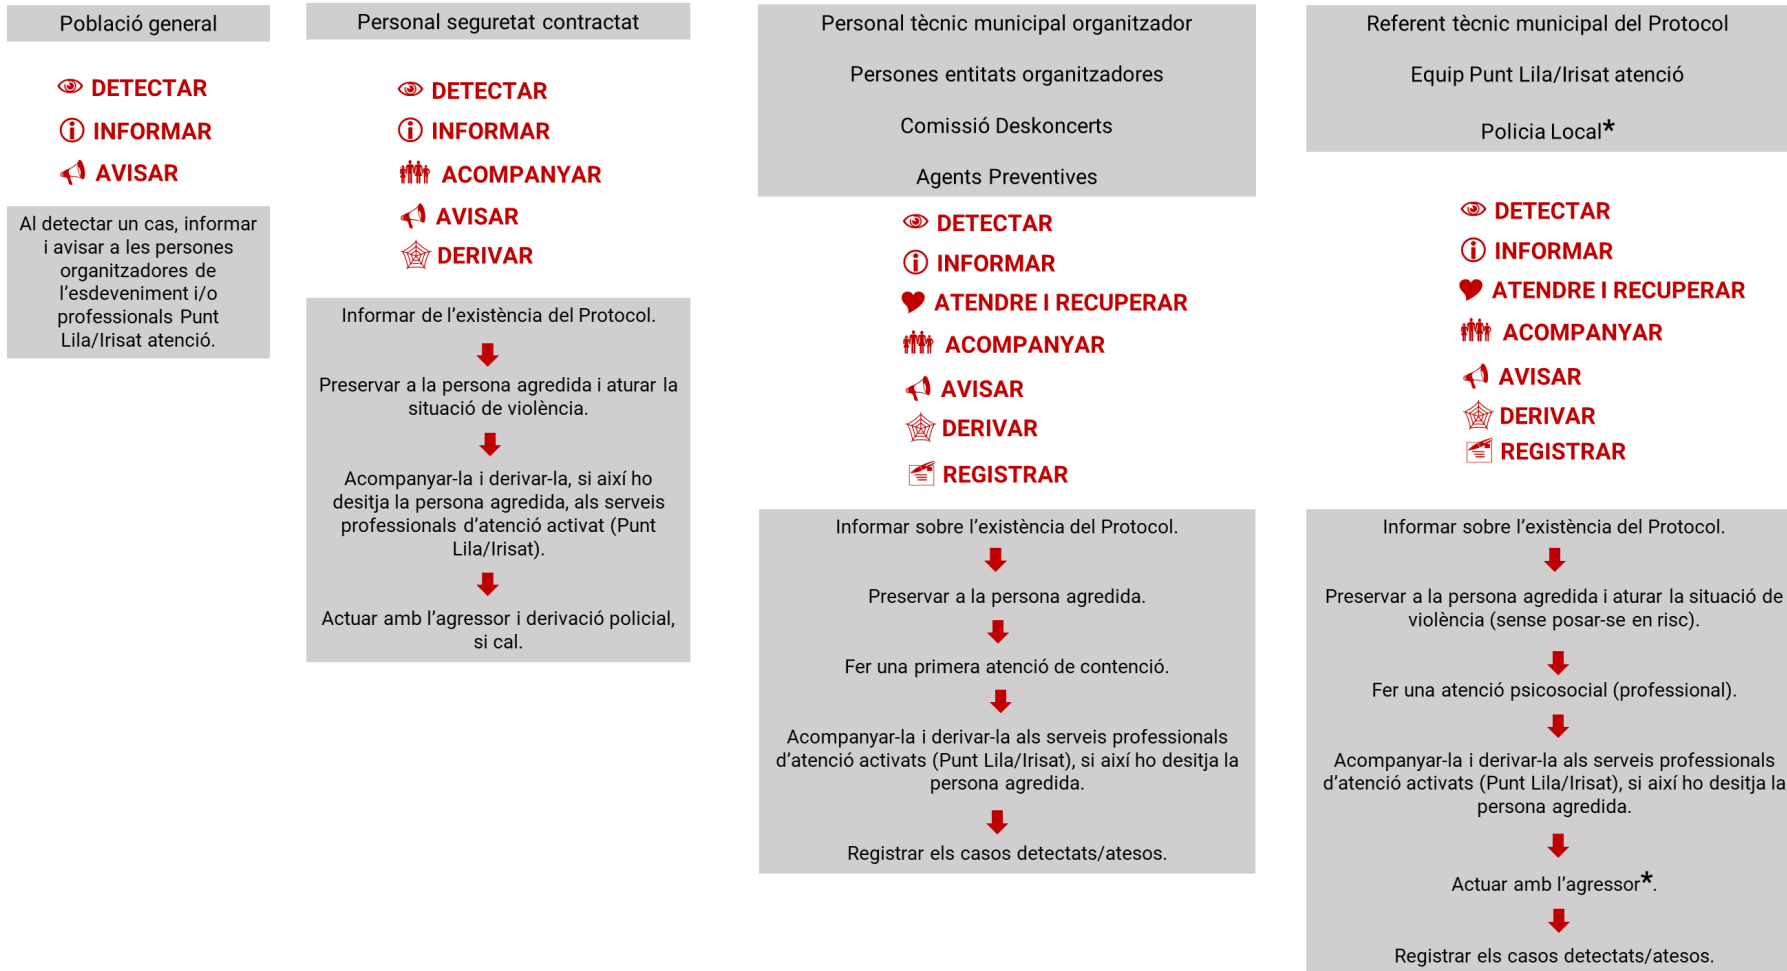 Població general
DETECTAR
INFORMAR
AVISAR
Al detectar un cas, informar
i avisar a les persones
organitzadores de
l’esdeveniment i/o
professionals Punt
Lila/Irisat atenció.
Personal seguretat contractat
DETECTAR
INFORMAR
ACOMPANYAR
AVISAR
DERIVAR
Informar de l’existència del Protocol.
Preservar a la persona agredida i aturar la
situació de violència.
Acompanyar-la i derivar-la, si així ho
desitja la persona agredida, als serveis
professionals d’atenció activat (Punt
Lila/Irisat).
Actuar amb l’agressor i derivació policial,
si cal.
Personal tècnic municipal organitzador
Persones entitats organitzadores
Comissió Deskoncerts
Agents Preventives
DETECTAR
INFORMAR
ATENDRE I RECUPERAR
ACOMPANYAR
AVISAR
DERIVAR
REGISTRAR
Informar sobre l’existència del Protocol.
Preservar a la persona agredida.
Fer una primera atenció de contenció.
Acompanyar-la i derivar-la als serveis professionals
d’atenció activats (Punt Lila/Irisat), si així ho desitja la
persona agredida.
Registrar els casos detectats/atesos.
Referent tècnic municipal del Protocol
Equip Punt Lila/Irisat atenció
Policia Local*
DETECTAR
INFORMAR
ATENDRE I RECUPERAR
ACOMPANYAR
AVISAR
DERIVAR
REGISTRAR
Informar sobre l’existència del Protocol.
Preservar a la persona agredida i aturar la situació de
violència (sense posar-se en risc).
Fer una atenció psicosocial (professional).
Acompanyar-la i derivar-la als serveis professionals
d’atenció activats (Punt Lila/Irisat), si així ho desitja la
persona agredida.
Actuar amb l’agressor*.
Registrar els casos detectats/atesos.